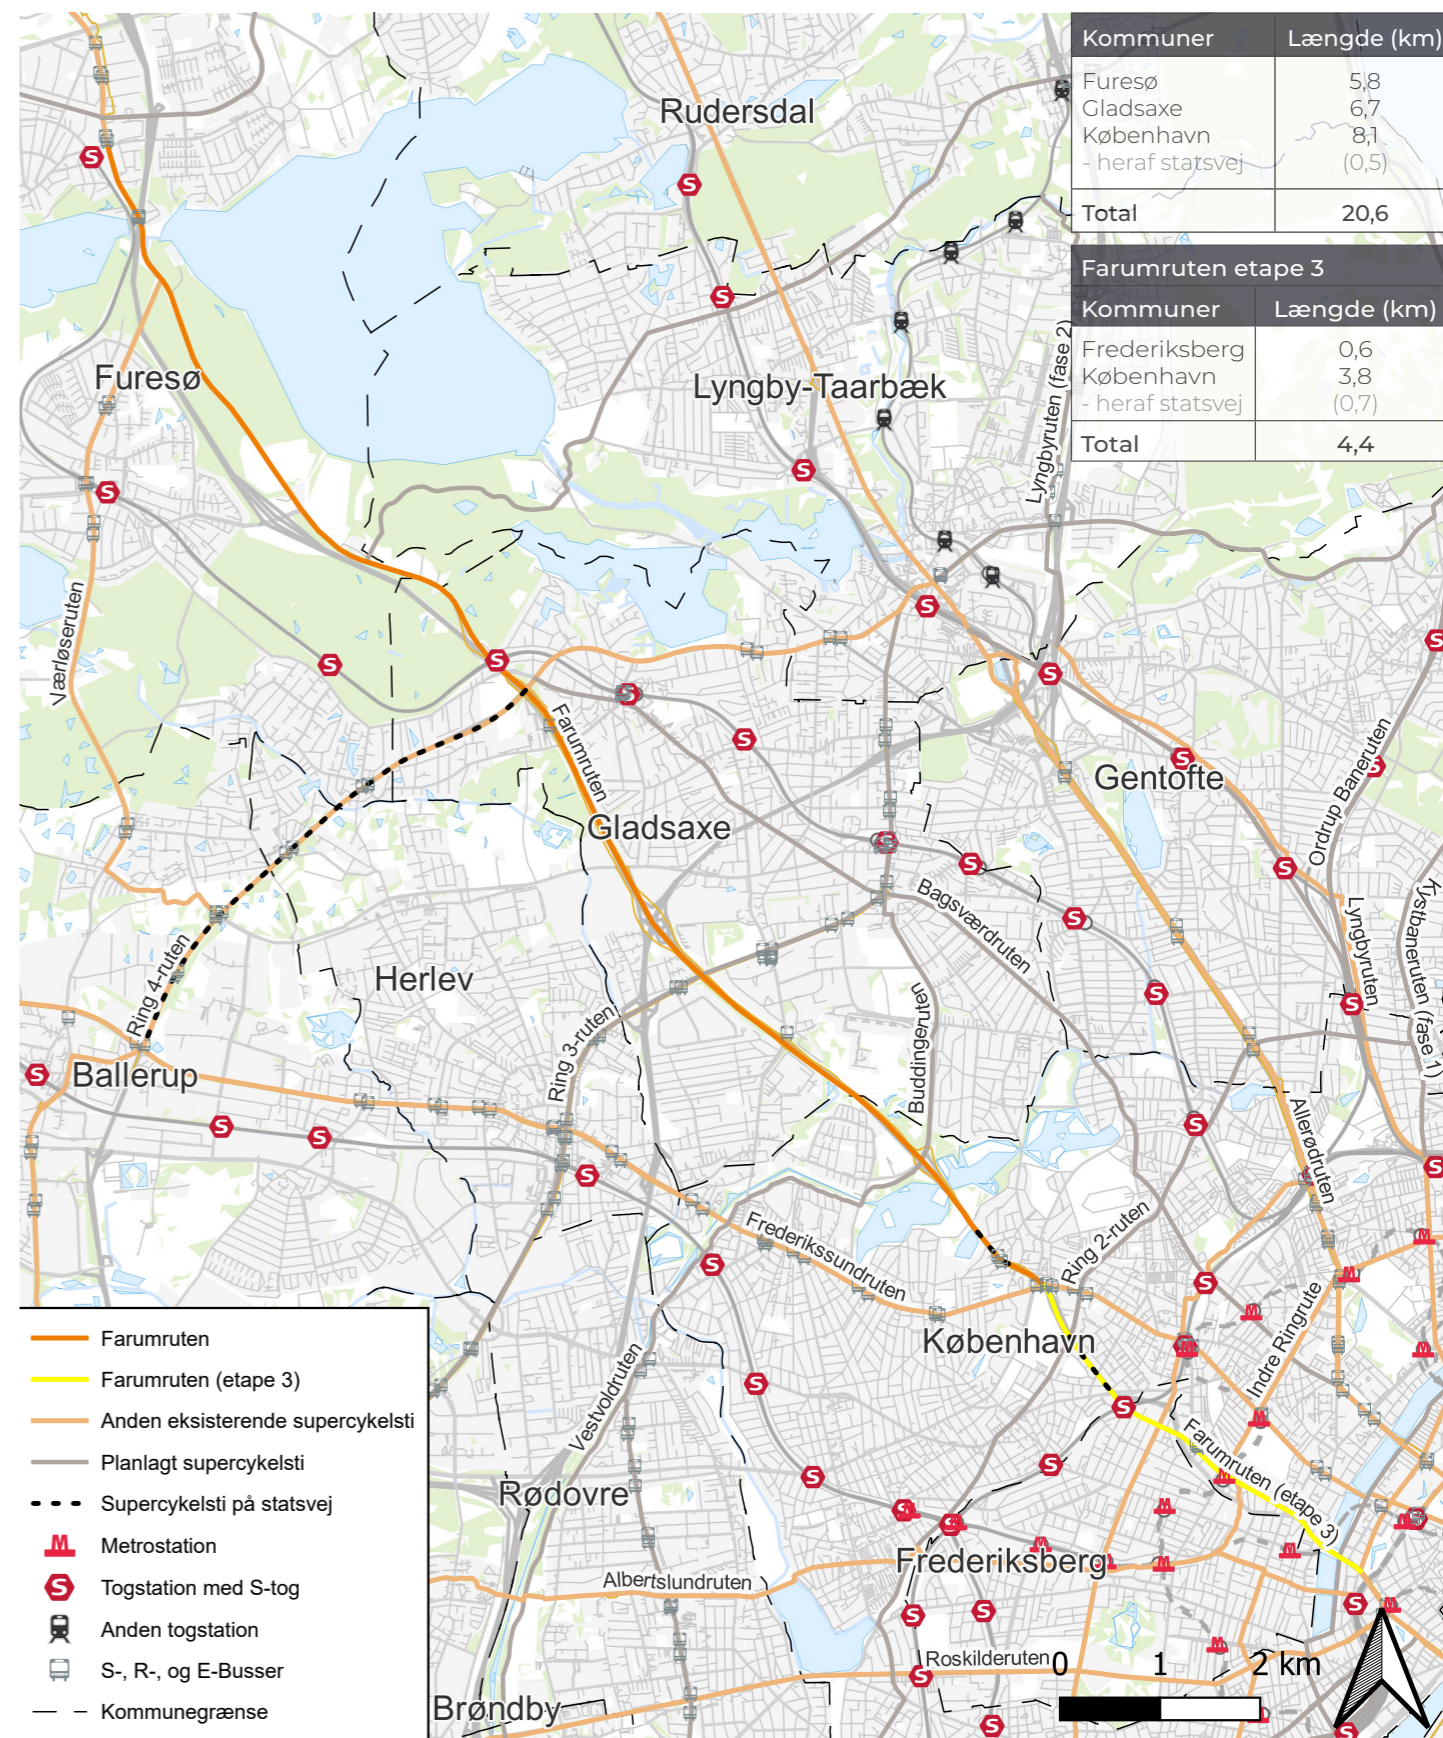 Kommuner Længde (km)
Furesø 5,8
Gladsaxe 6,7
København 8,1
- heraf statsvej (0,5)
Total 20,6
Farumruten etape 3
Kommuner Længde (km)
Frederiksberg 0,6
København 3,8
- heraf statsvej (0,7)
Total 4,4
Rudersdal
Furesø
Lyngby-Taarbæk
Lyngbyruten (fase 2)
Værløseruten
Farumruten
Gladsaxe
Gentofte
Ordrup Baneruten
Bagsværdruten
Lyngbyruten
Kystbaneruten (fase 1)
Herlev
Ring 4-ruten
Ring 3-ruten
Buddingeruten
Ballerup
Allerødruten
Frederikssundruten
Ring 2-ruten
København
Indre Ringrute
Vestvoldruten
Farumruten (etape 3)
Rødovre
Frederiksberg
Albertslundruten
Roskilderuten
Brøndby
0 1 2 km
Farumruten
Farumruten (etape 3)
Anden eksisterende supercykelsti
Planlagt supercykelsti
Supercykelsti på statsvej
Metrostation
Togstation med S-tog
Anden togstation
S-, R-, og E-Busser
Kommunegrænse